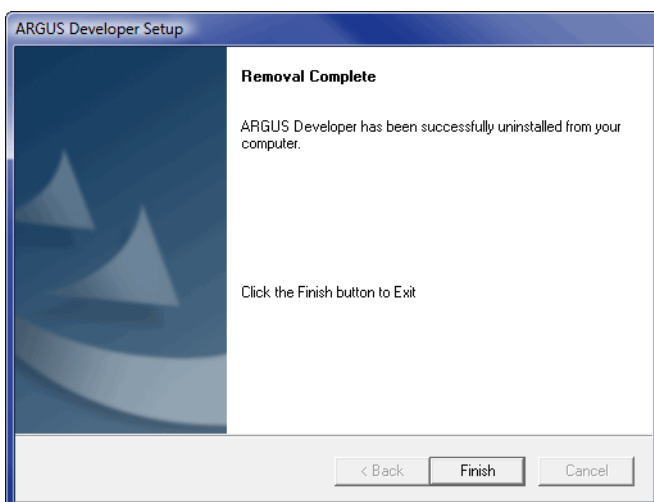 ARGUS Developer Setup
Removal Complete
ARGUS Developer has been successfully uninstalled from your
computer.
Click the Finish button to Exit
< Back
Finish
Cancel